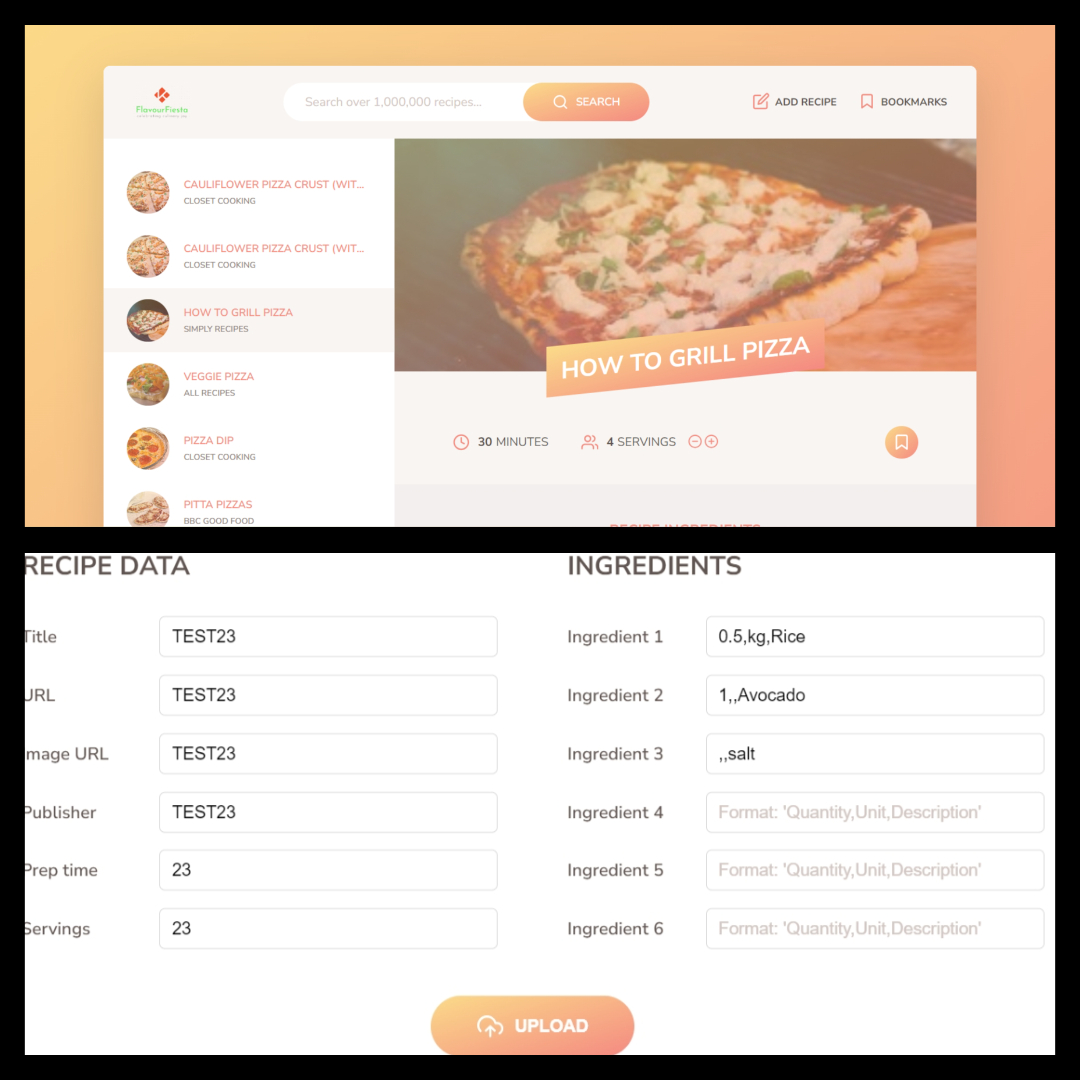 FlavourFiesta
Search over 1,000,000 recipes...
SEARCH
ADD RECIPE
BOOKMARKS
CAULIFLOWER PIZZA CRUST (WIT...
CLOSET COOKING
CAULIFLOWER PIZZA CRUST (WIT...
CLOSET COOKING
HOW TO GRILL PIZZA
SIMPLY RECIPES
VEGGIE PIZZA
ALL RECIPES
PIZZA DIP
CLOSET COOKING
PITTA PIZZAS
BBC GOOD FOOD
HOW TO GRILL PIZZA
30 MINUTES
4 SERVINGS
RECIPE INGREDIENTS
RECIPE DATA
Title
TEST23
URL
TEST23
mage URL
TEST23
Publisher
TEST23
Prep time
23
Servings
23
INGREDIENTS
Ingredient 1
0.5,kg,Rice
Ingredient 2
1,,Avocado
Ingredient 3
,,salt
Ingredient 4
Format: 'Quantity,Unit,Description'
Ingredient 5
Format: 'Quantity,Unit,Description'
Ingredient 6
Format: 'Quantity,Unit,Description'
UPLOAD